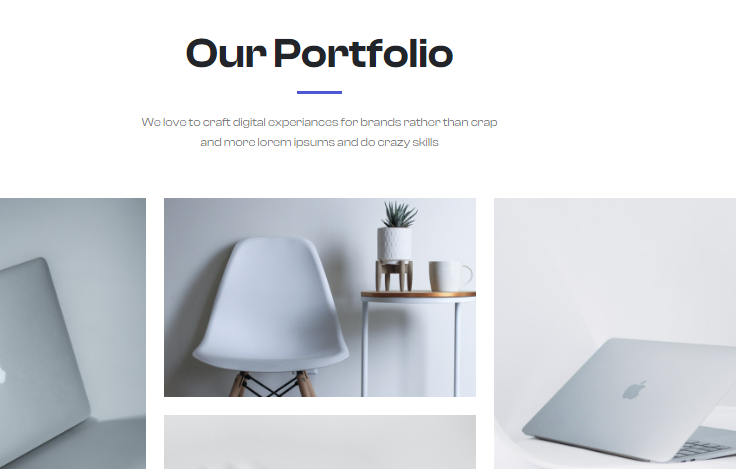 Our Portfolio
We love to craft digital experiances for brands rather than crap
and more lorem ipsums and do crazy skills